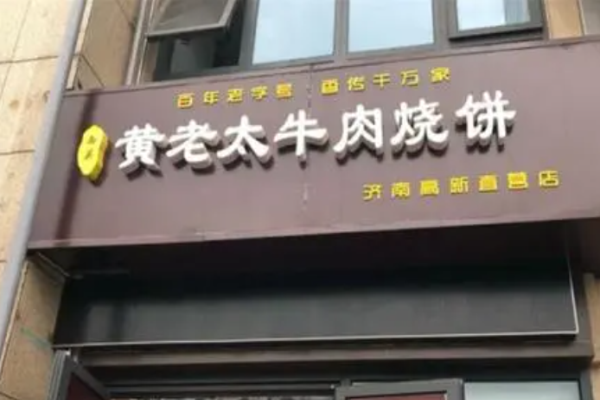 百年老字号 香传千万家
黄老太牛肉烧饼
济南高新直营店